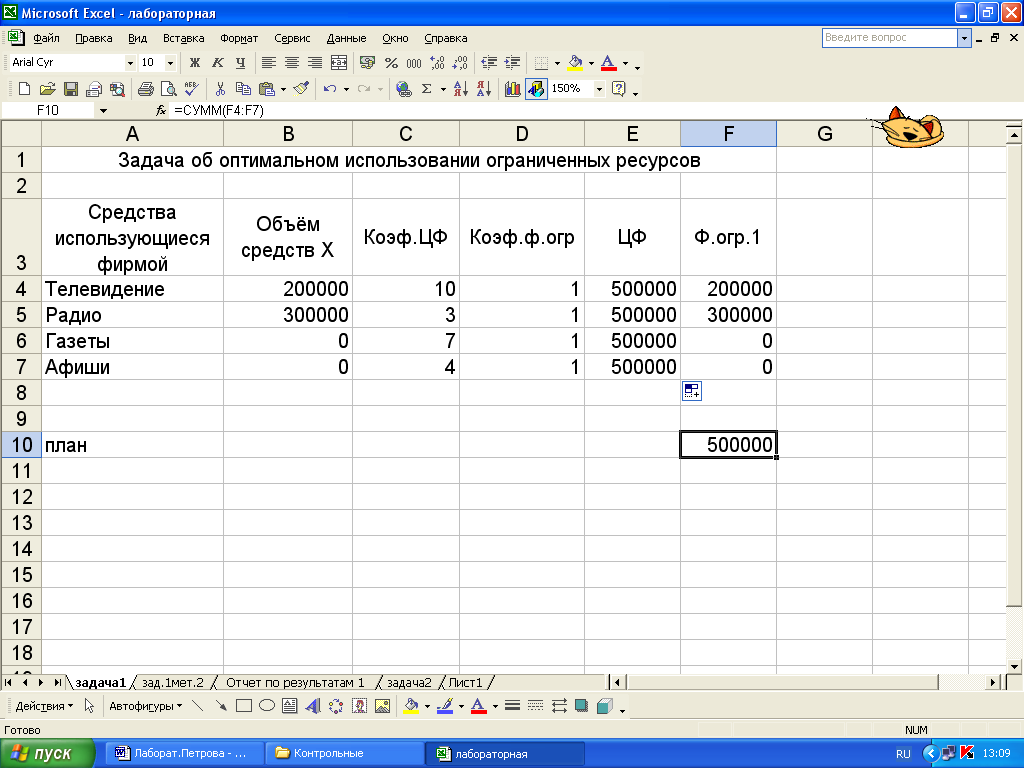 Microsoft Excel - лабораторная
Файл Правка Вид Вставка Формат Сервис Данные Окно Справка
Введите вопрос
Arial Cyr 10 Ж К Ч % 000
150%
F10 fx =СУММ(F4:F7)
A B C D E F G
1 Задача об оптимальном использовании ограниченных ресурсов
2
3 Средства использующиеся фирмой Объём средств X Коэф.ЦФ Коэф.ф.огр ЦФ Ф.огр.1
4 Телевидение 200000 10 1 500000 200000
5 Радио 300000 3 1 500000 300000
6 Газеты 0 7 1 500000 0
7 Афиши 0 4 1 500000 0
8
9
10 план 500000
11
12
13
14
15
16
17
18
задача1 зад.1мет.2 Отчет по результатам 1 задача2 Лист1
Действия Автофигуры
Готово NUM
пуск Лаборат.Петрова - ... Контрольные лабораторная RU 13:09